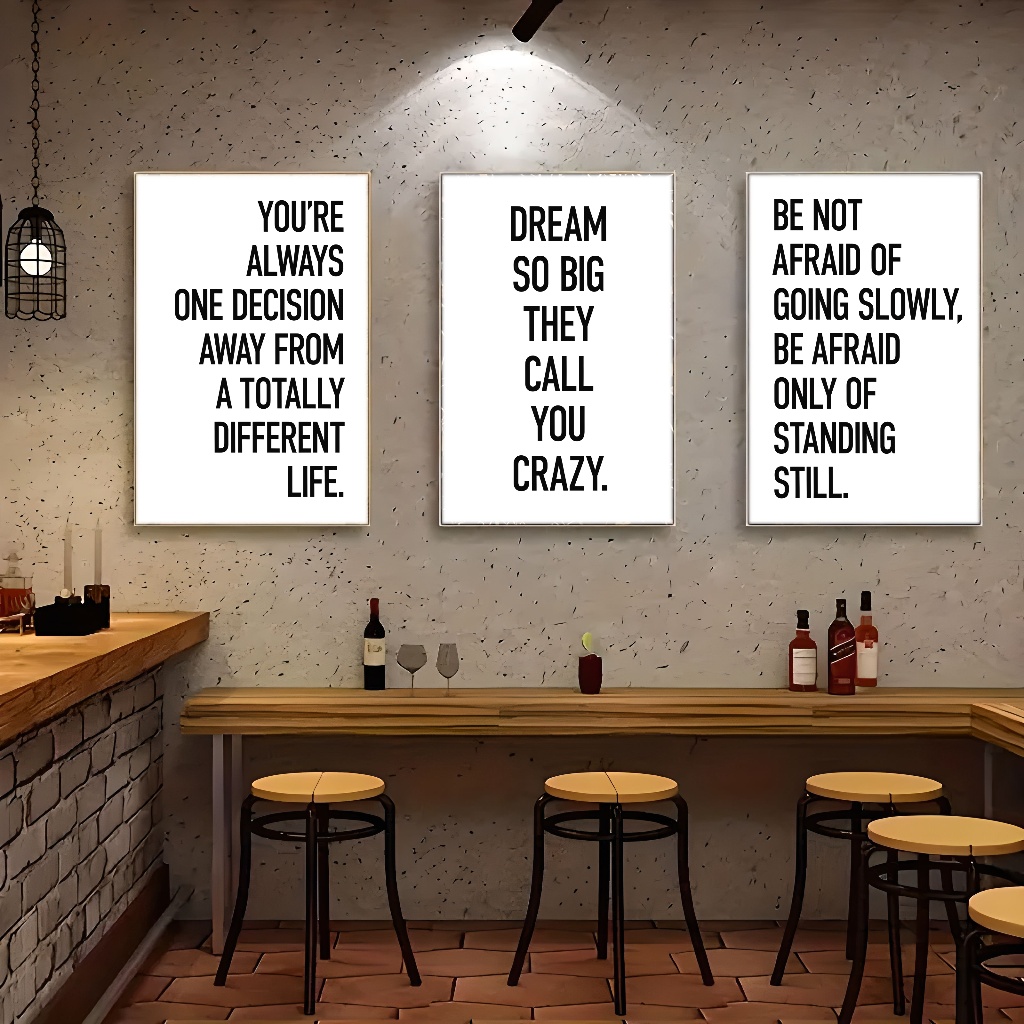 YOU'RE
ALWAYS
ONE DECISION
AWAY FROM
A TOTALLY
DIFFERENT
LIFE.
DREAM
SO BIG
THEY
CALL
YOU
CRAZY.
BE NOT
AFRAID OF
GOING SLOWLY,
BE AFRAID
ONLY OF
STANDING
STILL.